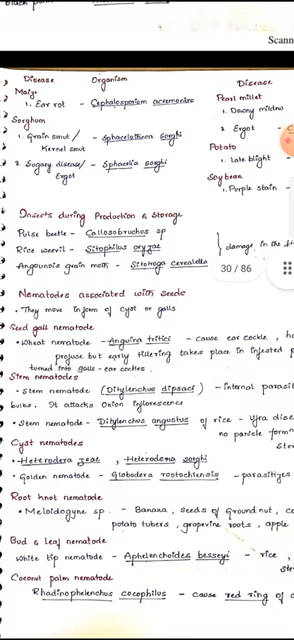 black p
Scann
Disease Organism Disease
Maize Pearl millet
1. Ear rot - Cephalosporium acremonium 1. Downy mildew
Sorghum 2. Ergot - C
1. Grain smut / - Sphacelotheca sorghi Potato
Kernel smut 1. Late blight -
2. Sugary disease / - Sphacelia sorghi Soybean
Ergot 1. Purple stain -
Insects during Production & Storage
Pulse beetle - Callosobruchos sp
Rice weevil - Sitophilus oryzae } damage in the
Angounois grain moth - Sitotroga cerealella
30 / 86
Nematodes associated with seeds
• They move in form of cyst or galls
Seed gall nematode
• Wheat nematode - Anguina tritici - cause ear cockle, h
profuse but early tillering takes place in infested p
turned into galls - ear cockles.
Stem nematodes
• Stem nematode (Ditylenchus dipsaci) - internal parasi
bulbs. It attacks Onion inflorescence
• Stem nematode - Ditylenchus angustus of rice - Ufra dise
no panicle form
Ste
Cyst nematodes
• Heterodera zeae, Heterodera sorghi
• Golden nematode - Globodera rostochiensis - parasitizes
Root knot nematode
• Meloidogyne sp. - Banana, seeds of Ground nut, c
potato tubers, grapevine roots, apple
Bud & leaf nematode
White tip nematode - Aphelenchoides besseyi - rice,
Str
Coconut palm nematode
Rhadinophelenchus cocophilus - cause red ring of c